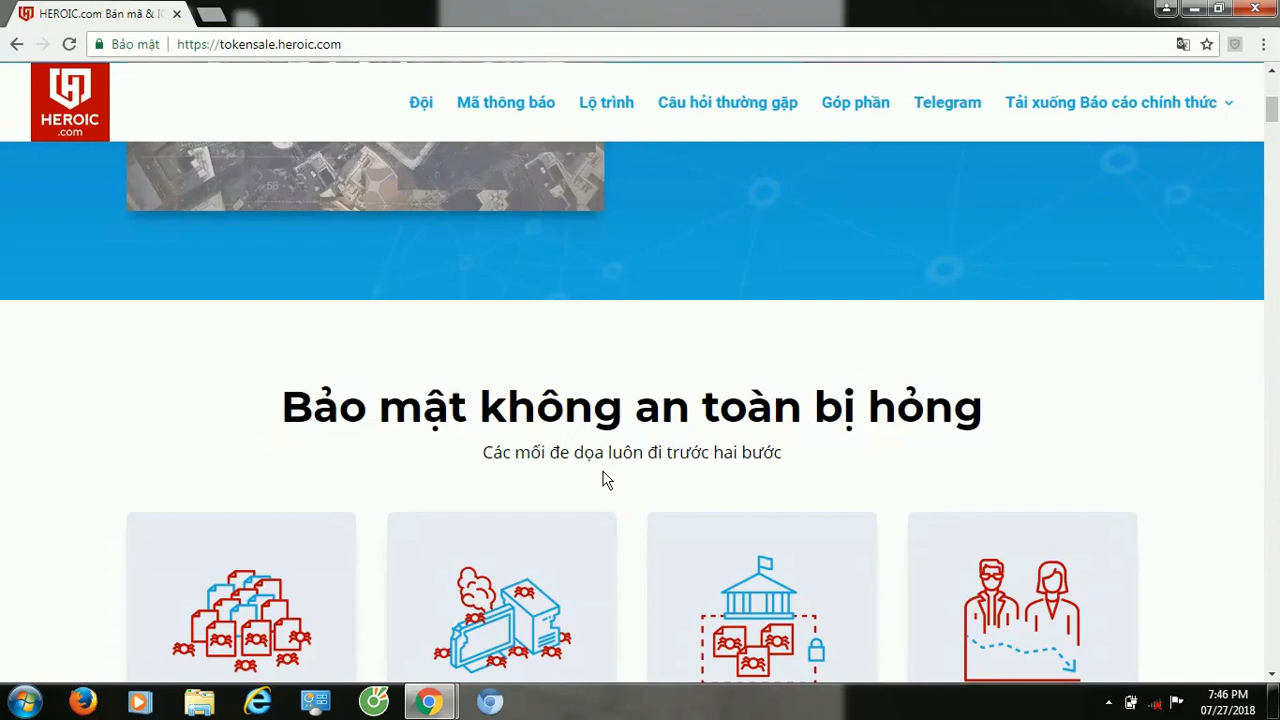 HEROIC.com Bán mã & IC
Bảo mật
https://tokensale.heroic.com
HEROIC
.com
Đội
Mã thông báo
Lộ trình
Câu hỏi thường gặp
Góp phần
Telegram
Tải xuống Báo cáo chính thức
Bảo mật không an toàn bị hỏng
Các mối đe dọa luôn đi trước hai bước
7:46 PM
07/27/2018